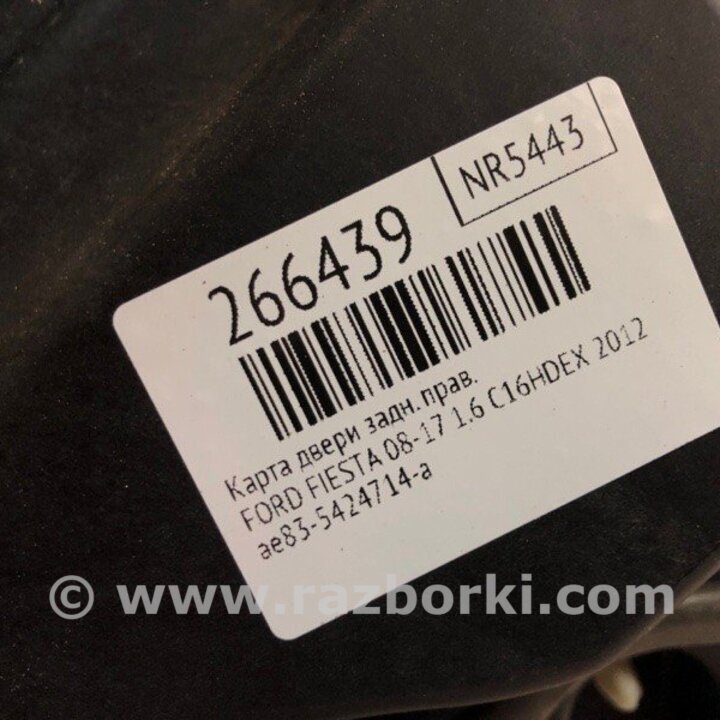 NR5443
266439
Карта двери задн. прав.
FORD FIESTA 08-17 1.6 C16HDEX 2012
ae83-5424714-a
© www.razborki.com